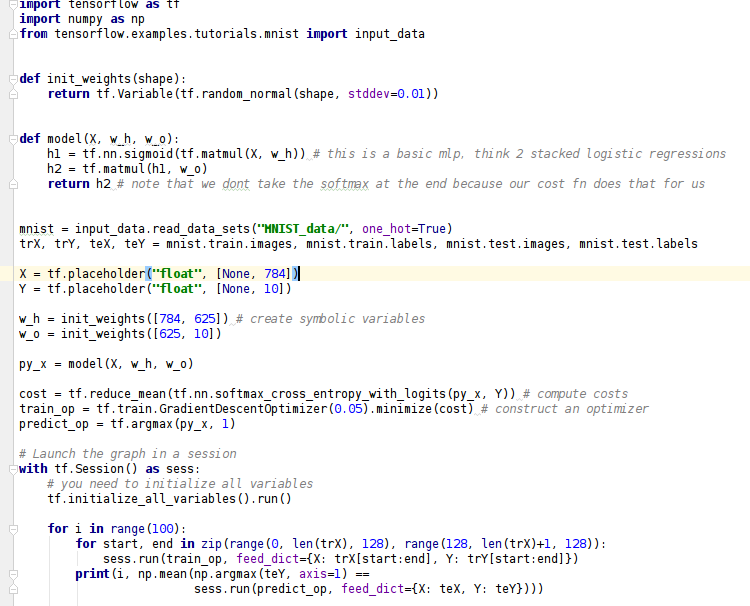 import tensorflow as tf
import numpy as np
from tensorflow.examples.tutorials.mnist import input_data
def init_weights(shape):
    return tf.Variable(tf.random_normal(shape, stddev=0.01))
def model(X, w_h, w_o):
    h1 = tf.nn.sigmoid(tf.matmul(X, w_h)) # this is a basic mlp, think 2 stacked logistic regressions
    h2 = tf.matmul(h1, w_o)
    return h2 # note that we dont take the softmax at the end because our cost fn does that for us
mnist = input_data.read_data_sets("MNIST_data/", one_hot=True)
trX, trY, teX, teY = mnist.train.images, mnist.train.labels, mnist.test.images, mnist.test.labels
X = tf.placeholder("float", [None, 784])
Y = tf.placeholder("float", [None, 10])
w_h = init_weights([784, 625]) # create symbolic variables
w_o = init_weights([625, 10])
py_x = model(X, w_h, w_o)
cost = tf.reduce_mean(tf.nn.softmax_cross_entropy_with_logits(py_x, Y)) # compute costs
train_op = tf.train.GradientDescentOptimizer(0.05).minimize(cost) # construct an optimizer
predict_op = tf.argmax(py_x, 1)
# Launch the graph in a session
with tf.Session() as sess:
    # you need to initialize all variables
    tf.initialize_all_variables().run()
    for i in range(100):
        for start, end in zip(range(0, len(trX), 128), range(128, len(trX)+1, 128)):
            sess.run(train_op, feed_dict={X: trX[start:end], Y: trY[start:end]})
        print(i, np.mean(np.argmax(teY, axis=1) ==
                         sess.run(predict_op, feed_dict={X: teX, Y: teY})))